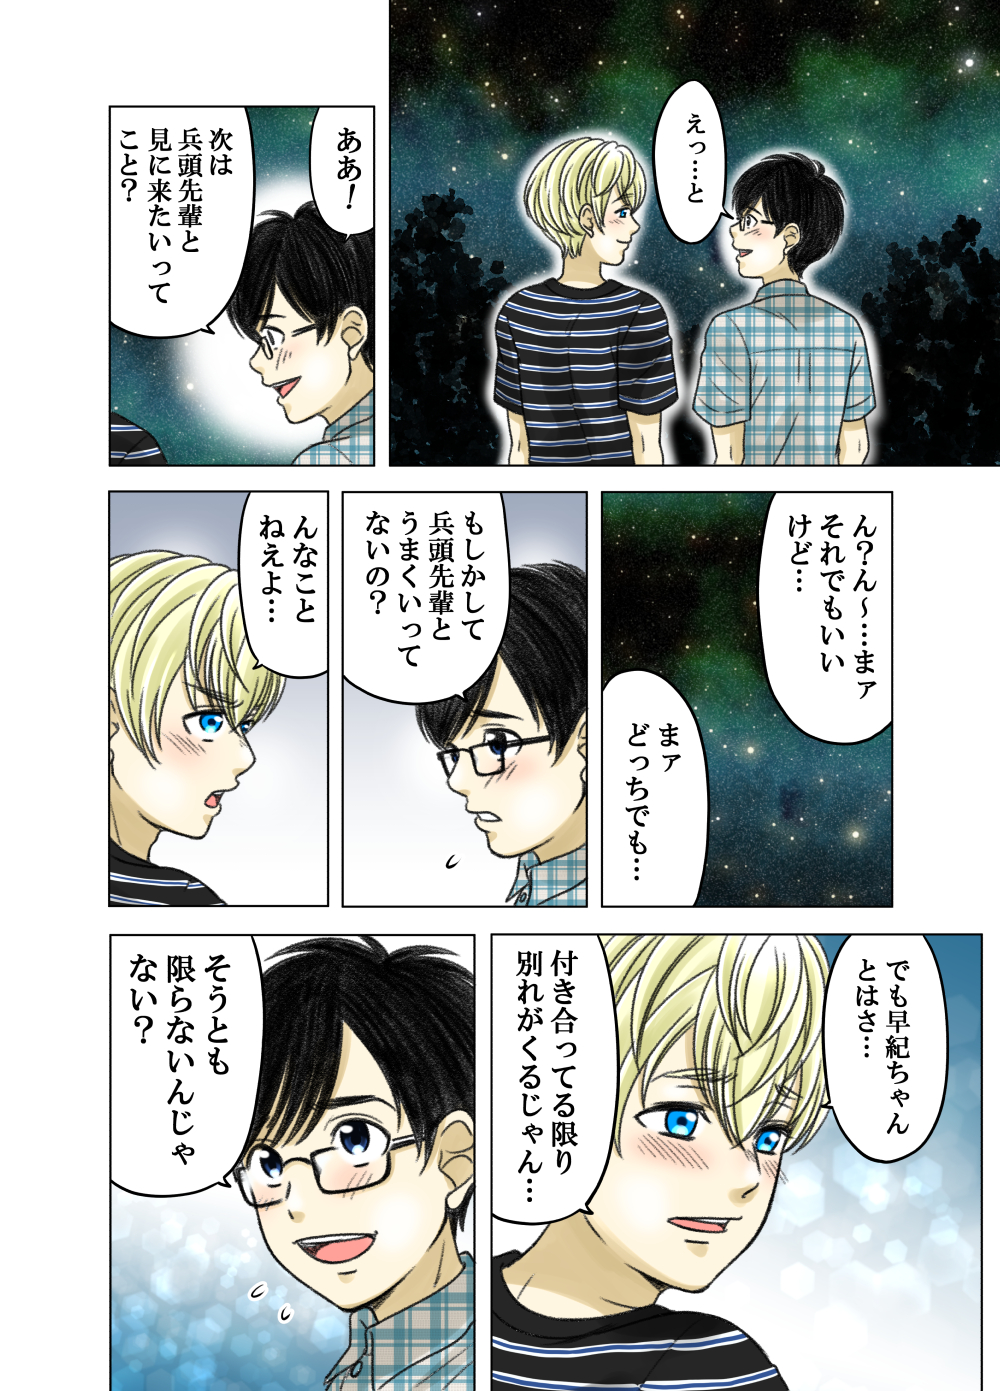 えっ…と
ああ！
次は
兵頭先輩と
見に来たいって
こと？
ん？ん～…まァ
それでもいい
けど…
まァ
どっちでも…
もしかして
兵頭先輩と
うまくいって
ないの？
んなこと
ねえよ…
でも早紀ちゃん
とはさ…
付き合ってる限り
別れがくるじゃん…
そうとも
限らないんじゃ
ない？